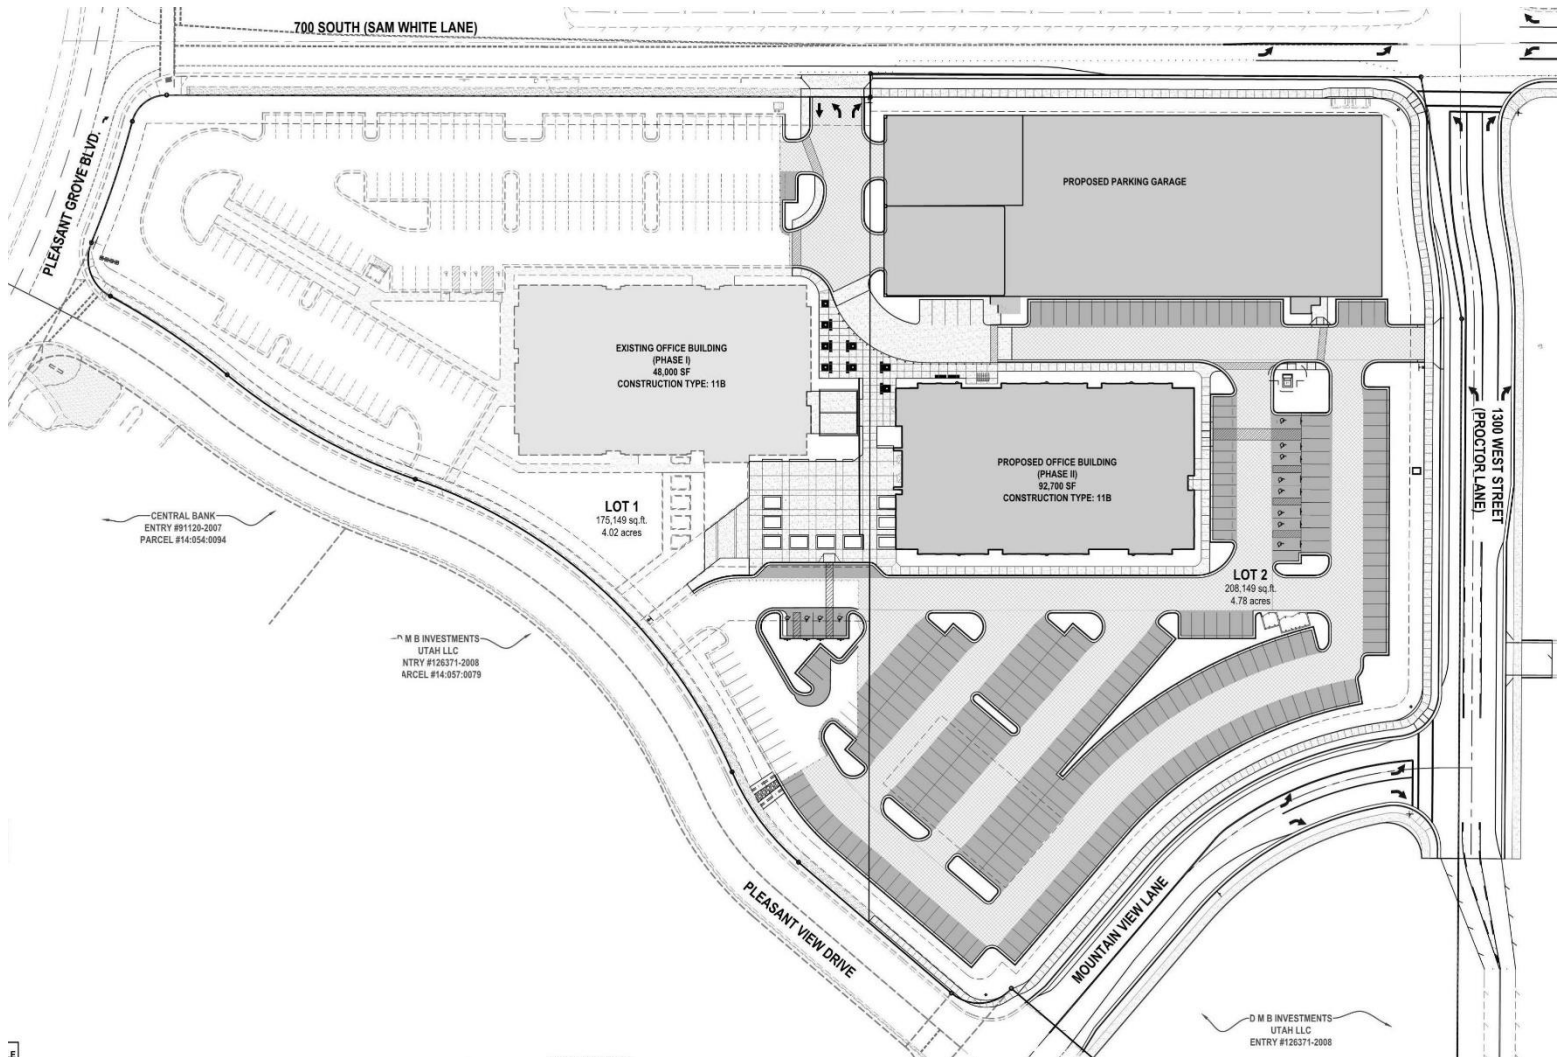 700 SOUTH (SAM WHITE LANE)
PLEASANT GROVE BLVD.
PROPOSED PARKING GARAGE
EXISTING OFFICE BUILDING
(PHASE I)
48,000 SF
CONSTRUCTION TYPE: 11B
1300 WEST STREET
(PROCTOR LANE)
PROPOSED OFFICE BUILDING
(PHASE II)
92,700 SF
CONSTRUCTION TYPE: 11B
LOT 1
175,149 sq.ft.
4.02 acres
CENTRAL BANK
ENTRY #91120-2007
PARCEL #14:054:0094
LOT 2
208,149 sq.ft.
4.78 acres
M B INVESTMENTS
UTAH LLC
NTRY #126371-2008
ARCEL #14:057:0079
PLEASANT VIEW DRIVE
MOUNTAIN VIEW LANE
D M B INVESTMENTS
UTAH LLC
ENTRY #126371-2008
E